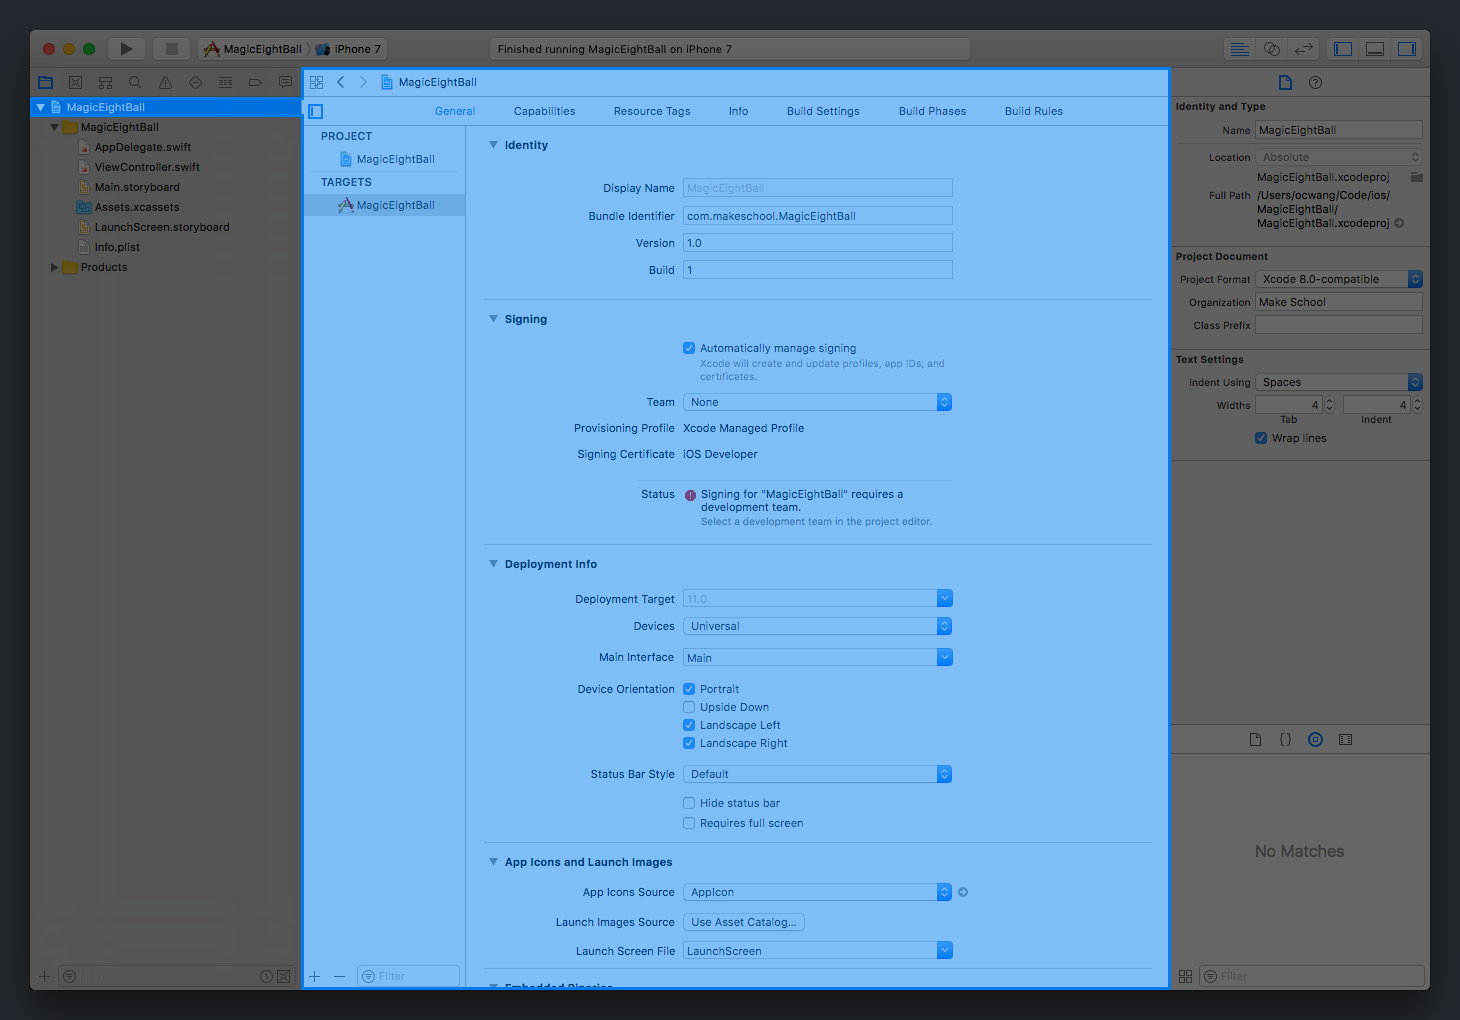 MagicEightBall
iPhone 7
Finished running MagicEightBall on iPhone 7
MagicEightBall
MagicEightBall
AppDelegate.swift
ViewController.swift
Main.storyboard
Assets.xcassets
LaunchScreen.storyboard
Info.plist
Products
MagicEightBall
General
Capabilities
Resource Tags
Info
Build Settings
Build Phases
Build Rules
PROJECT
MagicEightBall
TARGETS
MagicEightBall
Filter
Identity
Display Name
MagicEightBall
Bundle Identifier
com.makeschool.MagicEightBall
Version
1.0
Build
1
Signing
Automatically manage signing
Xcode will create and update profiles, app IDs, and
certificates.
Team
None
Provisioning Profile
Xcode Managed Profile
Signing Certificate
iOS Developer
Status
Signing for "MagicEightBall" requires a
development team.
Select a development team in the project editor.
Deployment Info
Deployment Target
11.0
Devices
Universal
Main Interface
Main
Device Orientation
Portrait
Upside Down
Landscape Left
Landscape Right
Status Bar Style
Default
Hide status bar
Requires full screen
App Icons and Launch Images
App Icons Source
AppIcon
Launch Images Source
Use Asset Catalog...
Launch Screen File
LaunchScreen
Embedded Binaries
Identity and Type
Name
MagicEightBall
Location
Absolute
MagicEightBall.xcodeproj
Full Path
/Users/ocwang/Code/ios/
MagicEightBall/
MagicEightBall.xcodeproj
Project Document
Project Format
Xcode 8.0-compatible
Organization
Make School
Class Prefix
Text Settings
Indent Using
Spaces
Widths
4
4
Tab
Indent
Wrap lines
No Matches
Filter